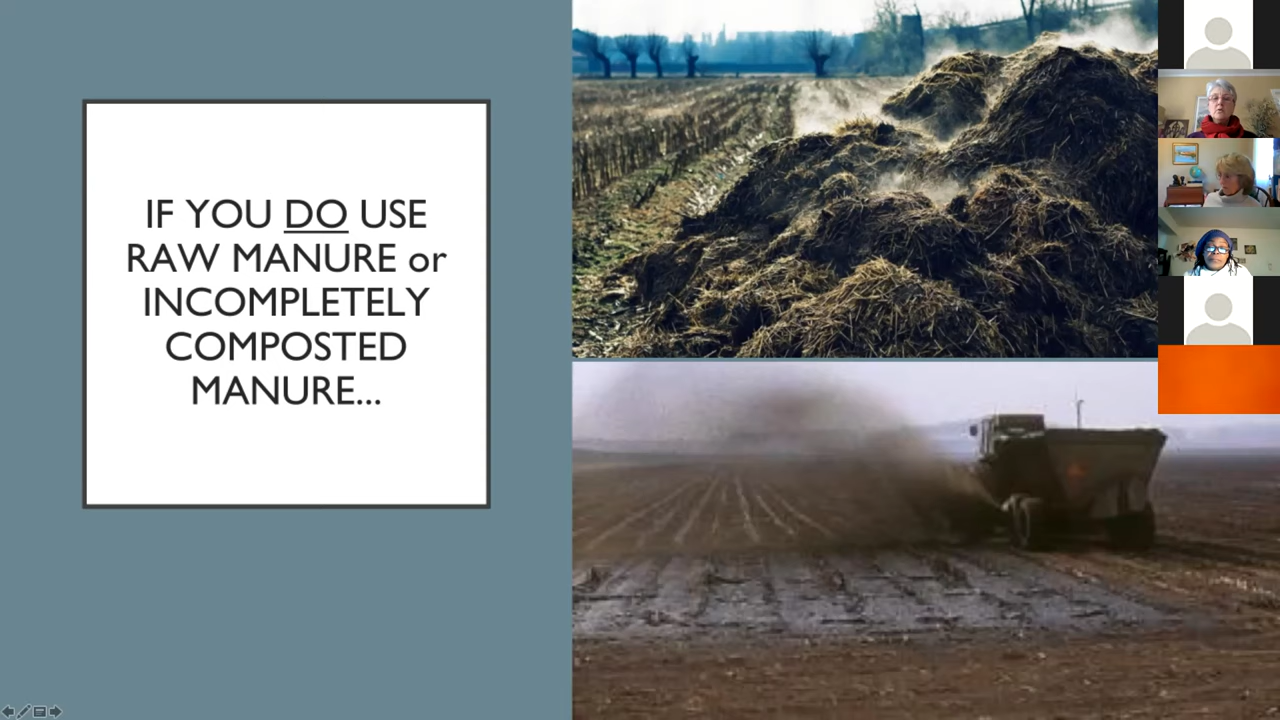 IF YOU DO USE
RAW MANURE or
INCOMPLETELY
COMPOSTED
MANURE...